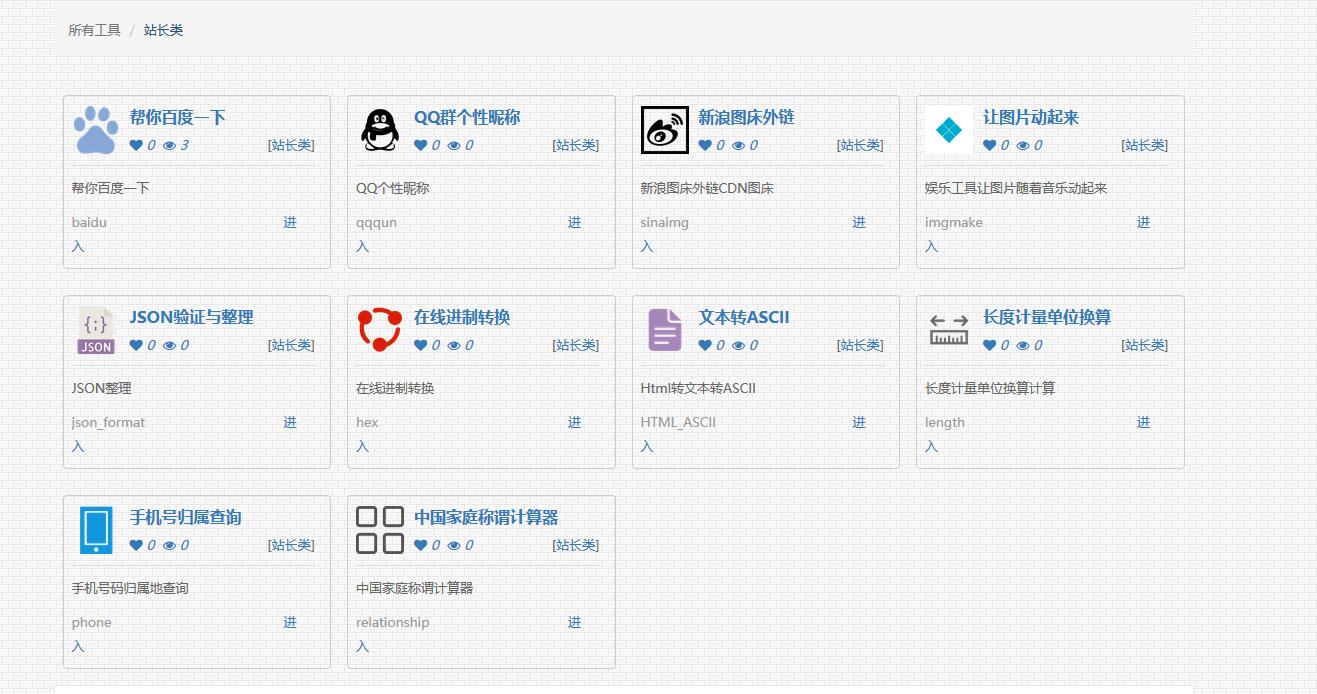 所有工具 / 站长类
帮你百度一下
0 3 [站长类]
帮你百度一下
baidu 进
入
QQ群个性昵称
0 0 [站长类]
QQ个性昵称
qqqun 进
入
新浪图床外链
0 0 [站长类]
新浪图床外链CDN图床
sinaimg 进
入
让图片动起来
0 0 [站长类]
娱乐工具让图片随着音乐动起来
imgmake 进
入
{;}
JSON
JSON验证与整理
0 0 [站长类]
JSON整理
json_format 进
入
在线进制转换
0 0 [站长类]
在线进制转换
hex 进
入
文本转ASCII
0 0 [站长类]
Html转文本转ASCII
HTML_ASCII 进
入
长度计量单位换算
0 0 [站长类]
长度计量单位换算计算
length 进
入
手机号归属查询
0 0 [站长类]
手机号码归属地查询
phone 进
入
中国家庭称谓计算器
0 0 [站长类]
中国家庭称谓计算器
relationship 进
入